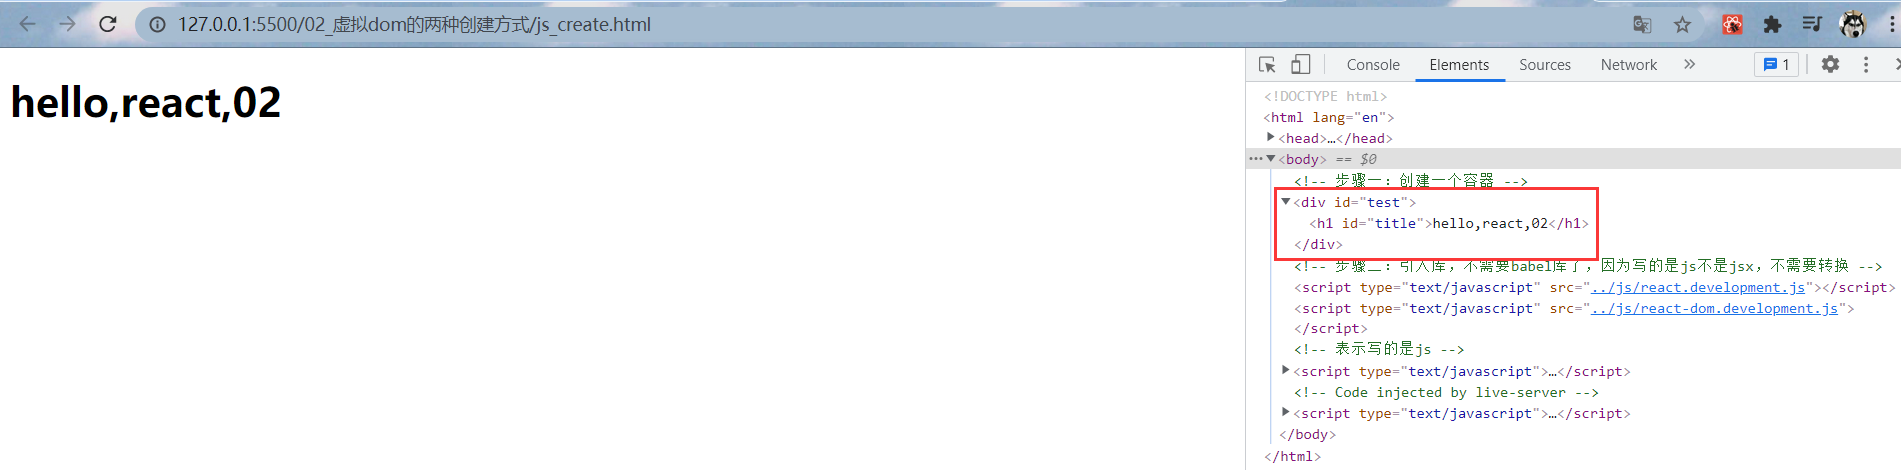 127.0.0.1:5500/02_虚拟dom的两种创建方式/js_create.html
hello,react,02
Console Elements Sources Network » 1
<!DOCTYPE html>
<html lang="en">
<head>…</head>
<body> == $0
<!-- 步骤一：创建一个容器 -->
<div id="test">
<h1 id="title">hello,react,02</h1>
</div>
<!-- 步骤二：引入库，不需要babel库了，因为写的是js不是jsx，不需要转换 -->
<script type="text/javascript" src="../js/react.development.js"></script>
<script type="text/javascript" src="../js/react-dom.development.js">
</script>
<!-- 表示写的是js -->
<script type="text/javascript">…</script>
<!-- Code injected by live-server -->
<script type="text/javascript">…</script>
</body>
</html>